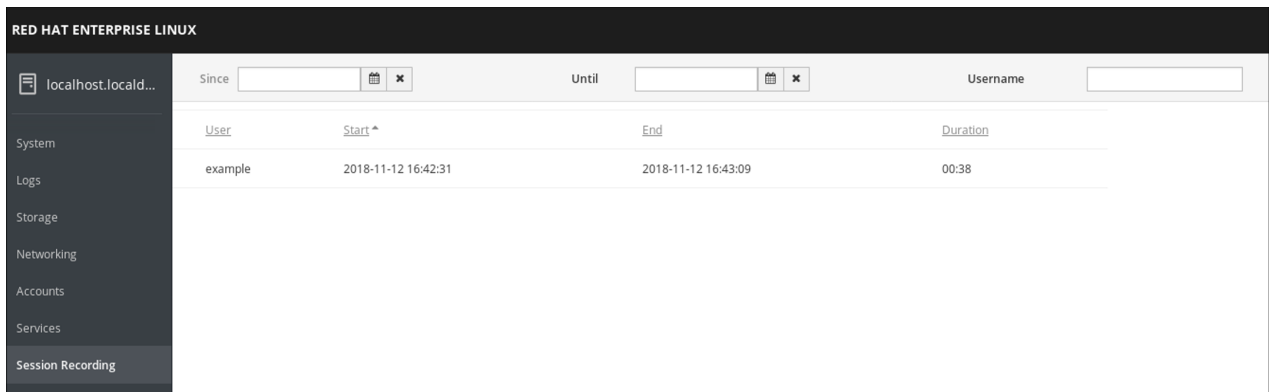 RED HAT ENTERPRISE LINUX
localhost.locald...
Since Until Username
User Start End Duration
example 2018-11-12 16:42:31 2018-11-12 16:43:09 00:38
System
Logs
Storage
Networking
Accounts
Services
Session Recording